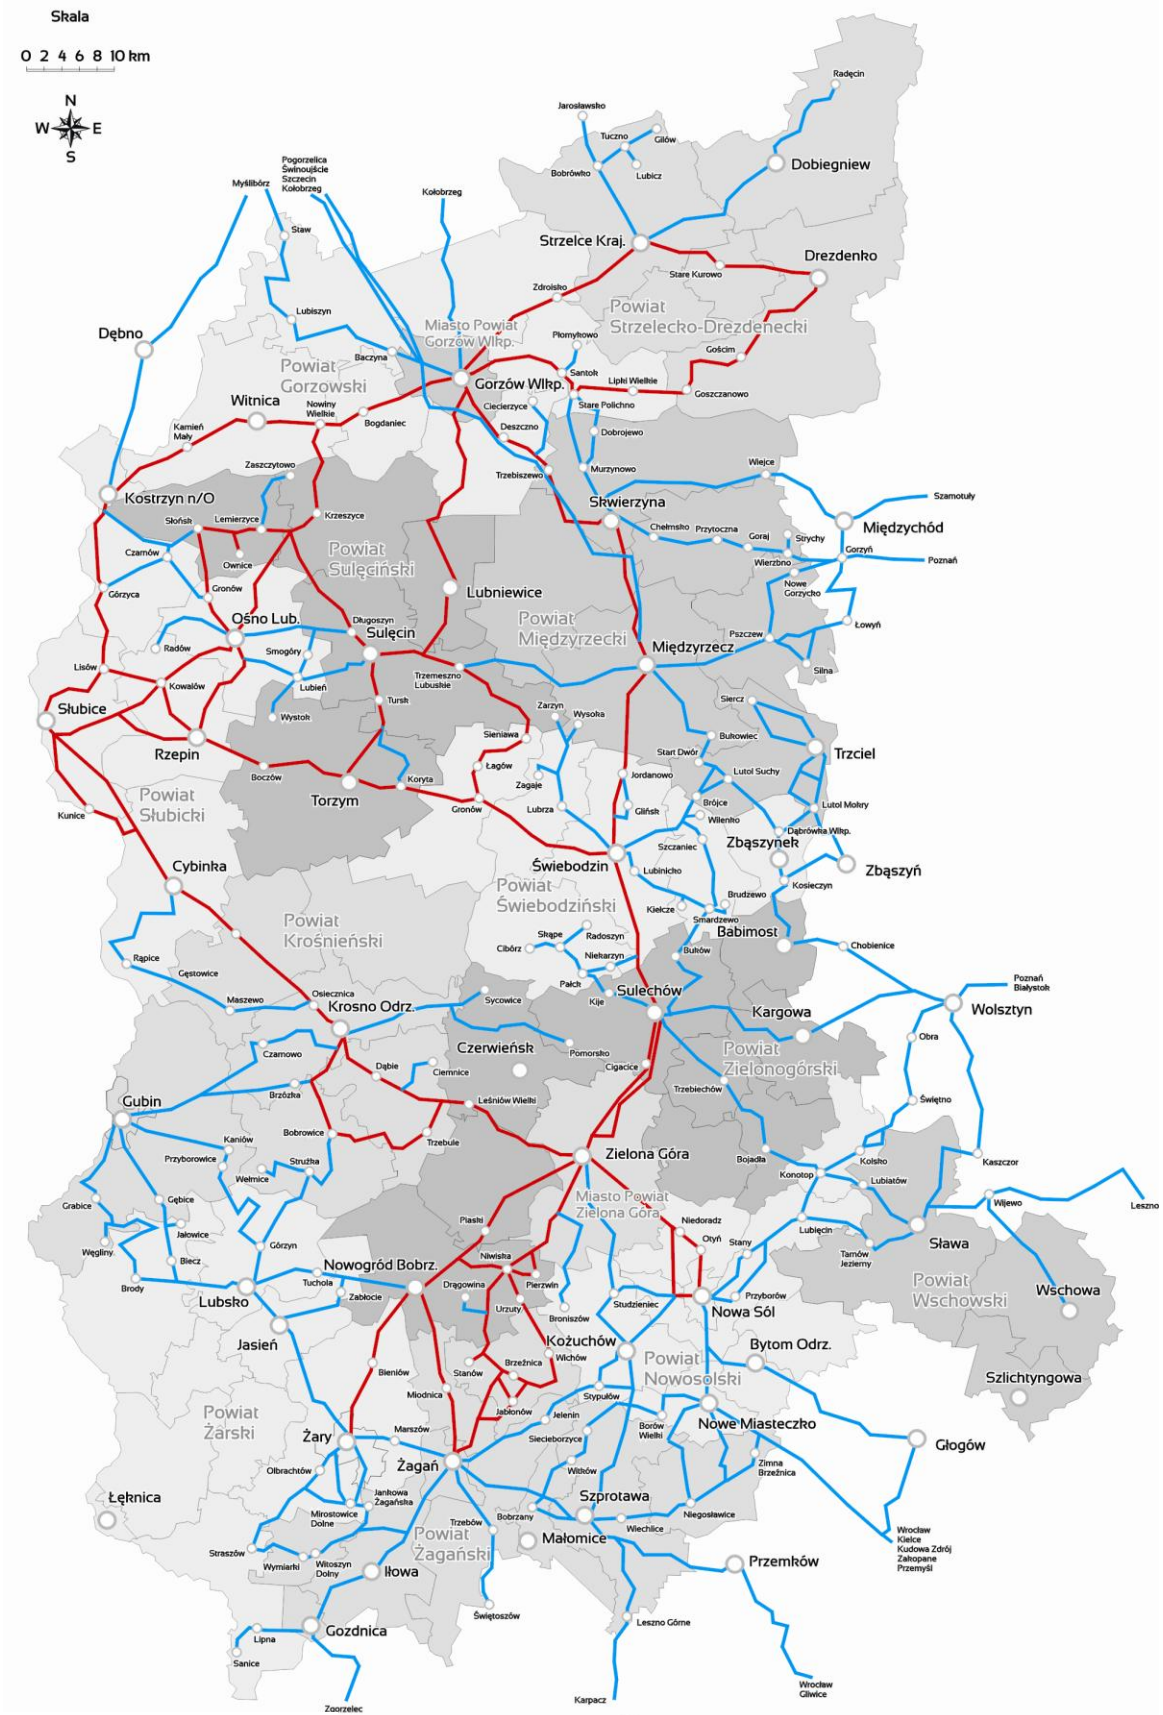 Skala
0 2 4 6 8 10 km
N
W E
S
Radęcin
Jarosławsko
Tuczno
Gilów
Lubicz
Bobrówko
Dobiegniew
Pogorzelica
Świnoujście
Szczecin
Kołobrzeg
Myślibórz
Kołobrzeg
Staw
Strzelce Kraj.
Drezdenko
Stare Kurowo
Zdroisko
Lubiszyn
Powiat
Strzelecko-Drezdenecki
Miasto Powiat
Gorzów Wlkp.
Dębno
Płomykowo
Baczyna
Gościm
Powiat
Gorzowski
Santok
Lipki Wielkie
Gorzów Wlkp.
Goszczanowo
Witnica
Nowiny
Wielkie
Bogdaniec
Ciecierzyce
Stare Polichno
Kamień
Mały
Deszczno
Dobrojewo
Zaszczytowo
Trzebiszewo
Murzynowo
Wiejce
Kostrzyn n/O
Skwierzyna
Szamotuły
Słońsk
Lemierzyce
Krzeszyce
Międzychód
Chełmsko
Przytoczna
Goraj
Strychy
Czarnów
Ownice
Powiat
Sulęciński
Gorzyń
Wierzbno
Poznań
Górzyca
Gronów
Lubniewice
Nowe
Gorzycko
Ośno Lub.
Długoszyn
Sulęcin
Powiat
Międzyrzecki
Łowyń
Radów
Smogóry
Pszczew
Międzyrzecz
Lisów
Kowalów
Lubień
Trzemeszno
Lubuskie
Silna
Słubice
Wystok
Tursk
Zarzyn
Wysoka
Siercz
Rzepin
Sieniawa
Bukowiec
Start Dwór
Trzciel
Boczów
Torzym
Koryta
Łagów
Zagaje
Jordanowo
Lutol Suchy
Powiat
Słubicki
Gronów
Lubrza
Glińsk
Brójce
Lutol Mokry
Kunice
Wilenko
Dąbrówka Wlkp.
Zbąszynek
Szczaniec
Świebodzin
Zbąszyń
Cybinka
Lubinicko
Kosieczyn
Powiat
Świebodziński
Brudzewo
Kiełcze
Smardzewo
Babimost
Powiat
Krośnieński
Skąpe
Radoszyn
Cibórz
Niekarzyn
Buków
Chobienice
Rąpice
Gęstowice
Pałck
Kije
Sulechów
Poznań
Białystok
Maszewo
Osiecznica
Krosno Odrz.
Sycowice
Kargowa
Wolsztyn
Czarnowo
Czerwieńsk
Pomorsko
Powiat
Zielonogórski
Obra
Cigacice
Dąbie
Ciemnice
Trzebiechów
Brzózka
Leśniów Wielki
Świętno
Gubin
Bobrowice
Trzebule
Kaniów
Przyborowice
Zielona Góra
Bojadła
Kolsko
Kaszczor
Strużka
Wełmice
Konotop
Lubiatów
Miasto Powiat
Zielona Góra
Grabice
Gębice
Wijewo
Leszno
Jałowice
Piaski
Niedoradz
Lubięcin
Sława
Węgliny
Górzyn
Otyń
Biecz
Niwiska
Stany
Tarnów
Jezierny
Nowogród Bobrz.
Brody
Tuchola
Drągowina
Pierzwin
Powiat
Wschowski
Lubsko
Zabłocie
Urzuty
Broniszów
Studzieniec
Przyborów
Wschowa
Nowa Sól
Jasień
Kożuchów
Bytom Odrz.
Bieniów
Stanów
Brzeźnica
Wichów
Powiat
Nowosolski
Szlichtyngowa
Miodnica
Stypułów
Powiat
Żarski
Jabłonów
Jelenin
Nowe Miasteczko
Marszów
Siecieborzyce
Borów
Wielki
Żary
Głogów
Żagań
Zimna
Brzeźnica
Olbrachtów
Witków
Jankowa
Żagańska
Łęknica
Szprotawa
Mirostowice
Dolne
Trzebów
Bobrzany
Wiechlice
Niegosławice
Małomice
Wrocław
Kielce
Kudowa Zdrój
Zakopane
Przemyśl
Powiat
Żagański
Straszów
Wymiarki
Witoszyn
Dolny
Iłowa
Przemków
Świętoszów
Leszno Górne
Gozdnica
Lipna
Sanice
Wrocław
Gliwice
Karpacz
Zgorzelec